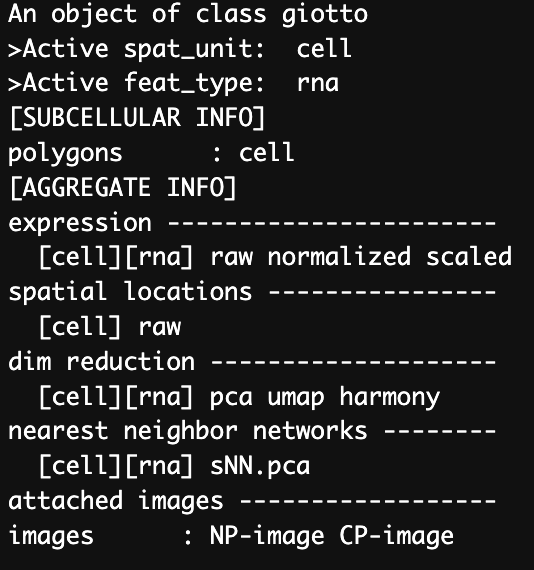 An object of class giotto
>Active spat_unit:  cell
>Active feat_type:  rna
[SUBCELLULAR INFO]
polygons      : cell
[AGGREGATE INFO]
expression -----------------------
  [cell][rna] raw normalized scaled
spatial locations ----------------
  [cell] raw
dim reduction --------------------
  [cell][rna] pca umap harmony
nearest neighbor networks --------
  [cell][rna] sNN.pca
attached images ------------------
images      : NP-image CP-image